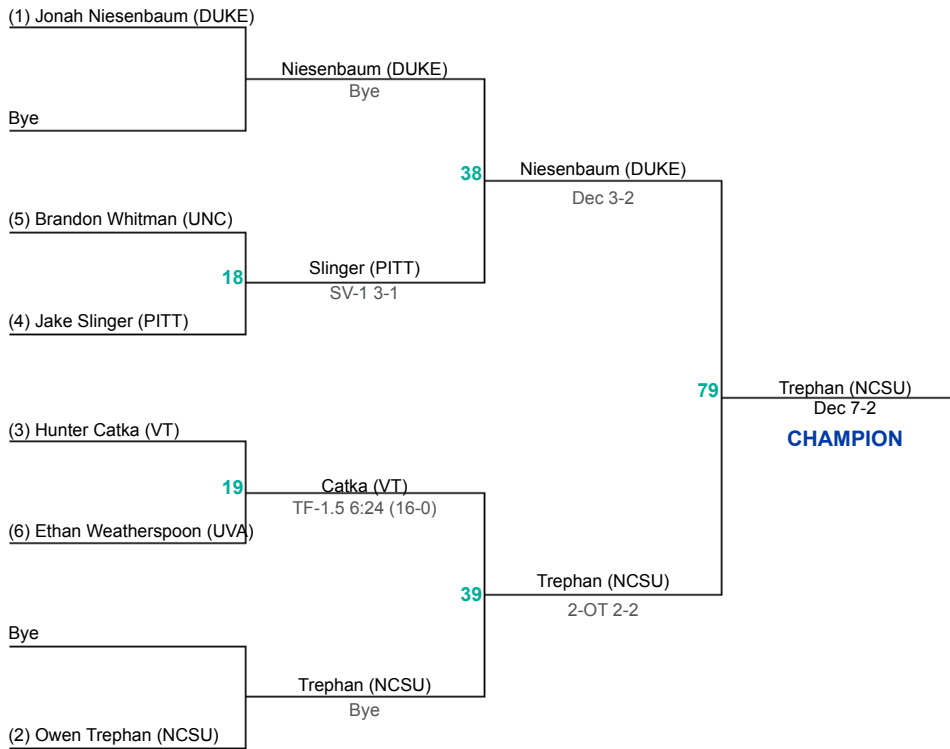 (1) Jonah Niesenbaum (DUKE)
Niesenbaum (DUKE)
Bye
Bye
38
Niesenbaum (DUKE)
Dec 3-2
(5) Brandon Whitman (UNC)
18
Slinger (PITT)
SV-1 3-1
(4) Jake Slinger (PITT)
79
Trephan (NCSU)
Dec 7-2
CHAMPION
(3) Hunter Catka (VT)
19
Catka (VT)
TF-1.5 6:24 (16-0)
(6) Ethan Weatherspoon (UVA)
39
Trephan (NCSU)
2-OT 2-2
Bye
Trephan (NCSU)
Bye
(2) Owen Trephan (NCSU)